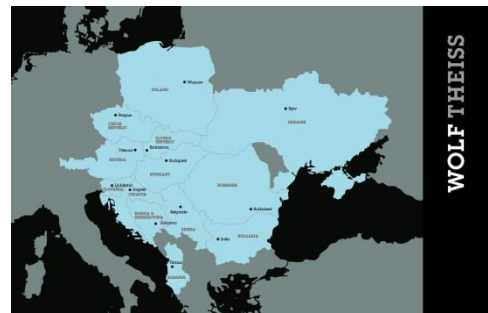 Warsaw
POLAND
Kyiv
UKRAINE
Prague
CZECH
REPUBLIC
SLOVAK
REPUBLIC
Vienna
Bratislava
AUSTRIA
Budapest
HUNGARY
Ljubljana
SLOVENIA
Zagreb
CROATIA
ROMANIA
Bucharest
BOSNIA &
HERZEGOVINA
Belgrade
Sarajevo
SERBIA
Sofia
BULGARIA
Tirana
ALBANIA
WOLF THEISS